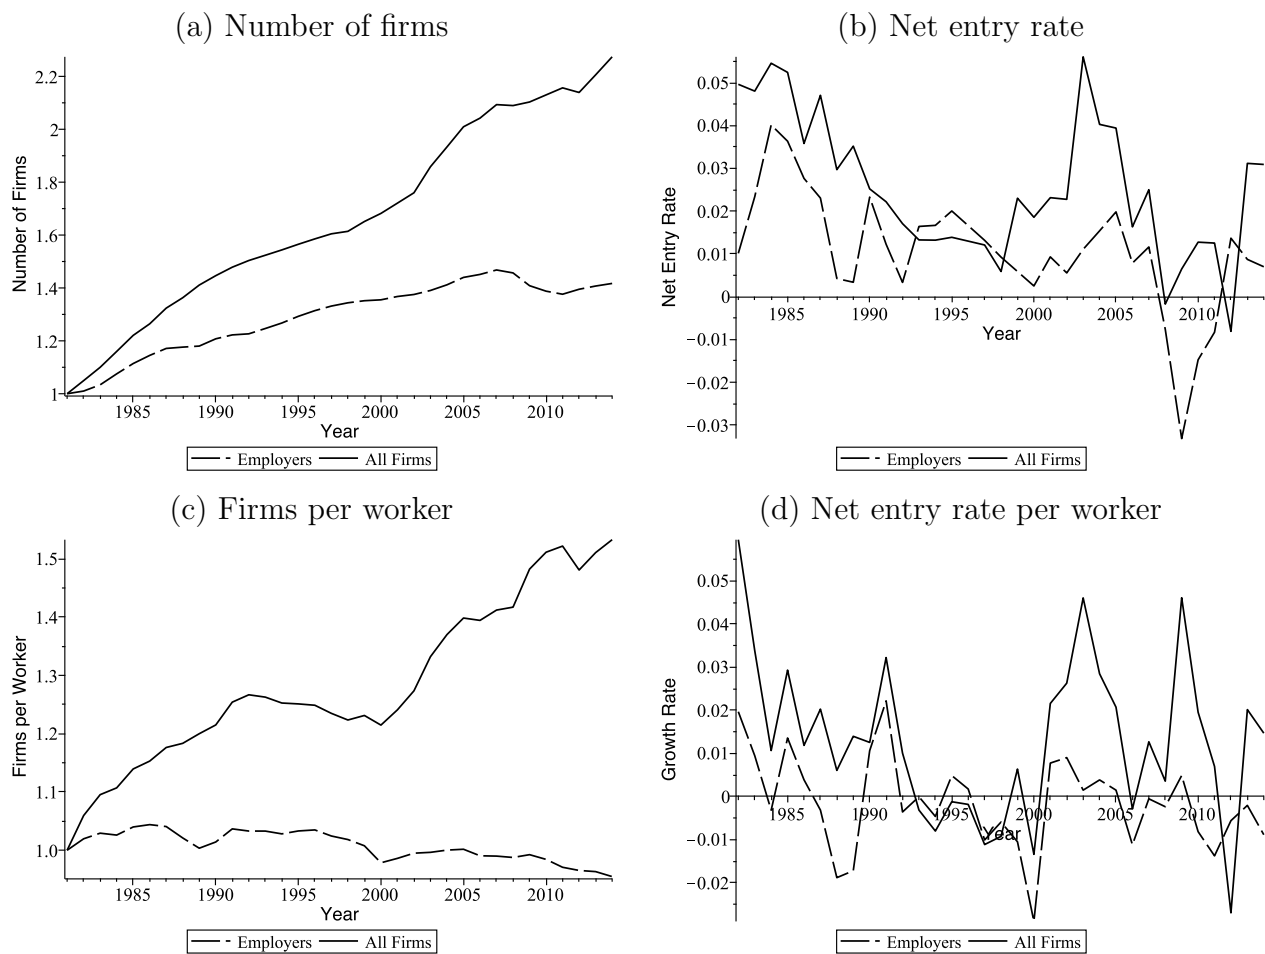 (a) Number of firms
Number of Firms
2.2
2
1.8
1.6
1.4
1.2
1
1985 1990 1995 2000 2005 2010
Year
Employers All Firms
(b) Net entry rate
Net Entry Rate
0.05
0.04
0.03
0.02
0.01
0
−0.01
−0.02
−0.03
1985 1990 1995 2000 2005 2010
Year
Employers All Firms
(c) Firms per worker
Firms per Worker
1.5
1.4
1.3
1.2
1.1
1.0
1985 1990 1995 2000 2005 2010
Year
Employers All Firms
(d) Net entry rate per worker
Growth Rate
0.05
0.04
0.03
0.02
0.01
0
−0.01
−0.02
1985 1990 1995 2000 2005 2010
Year
Employers All Firms